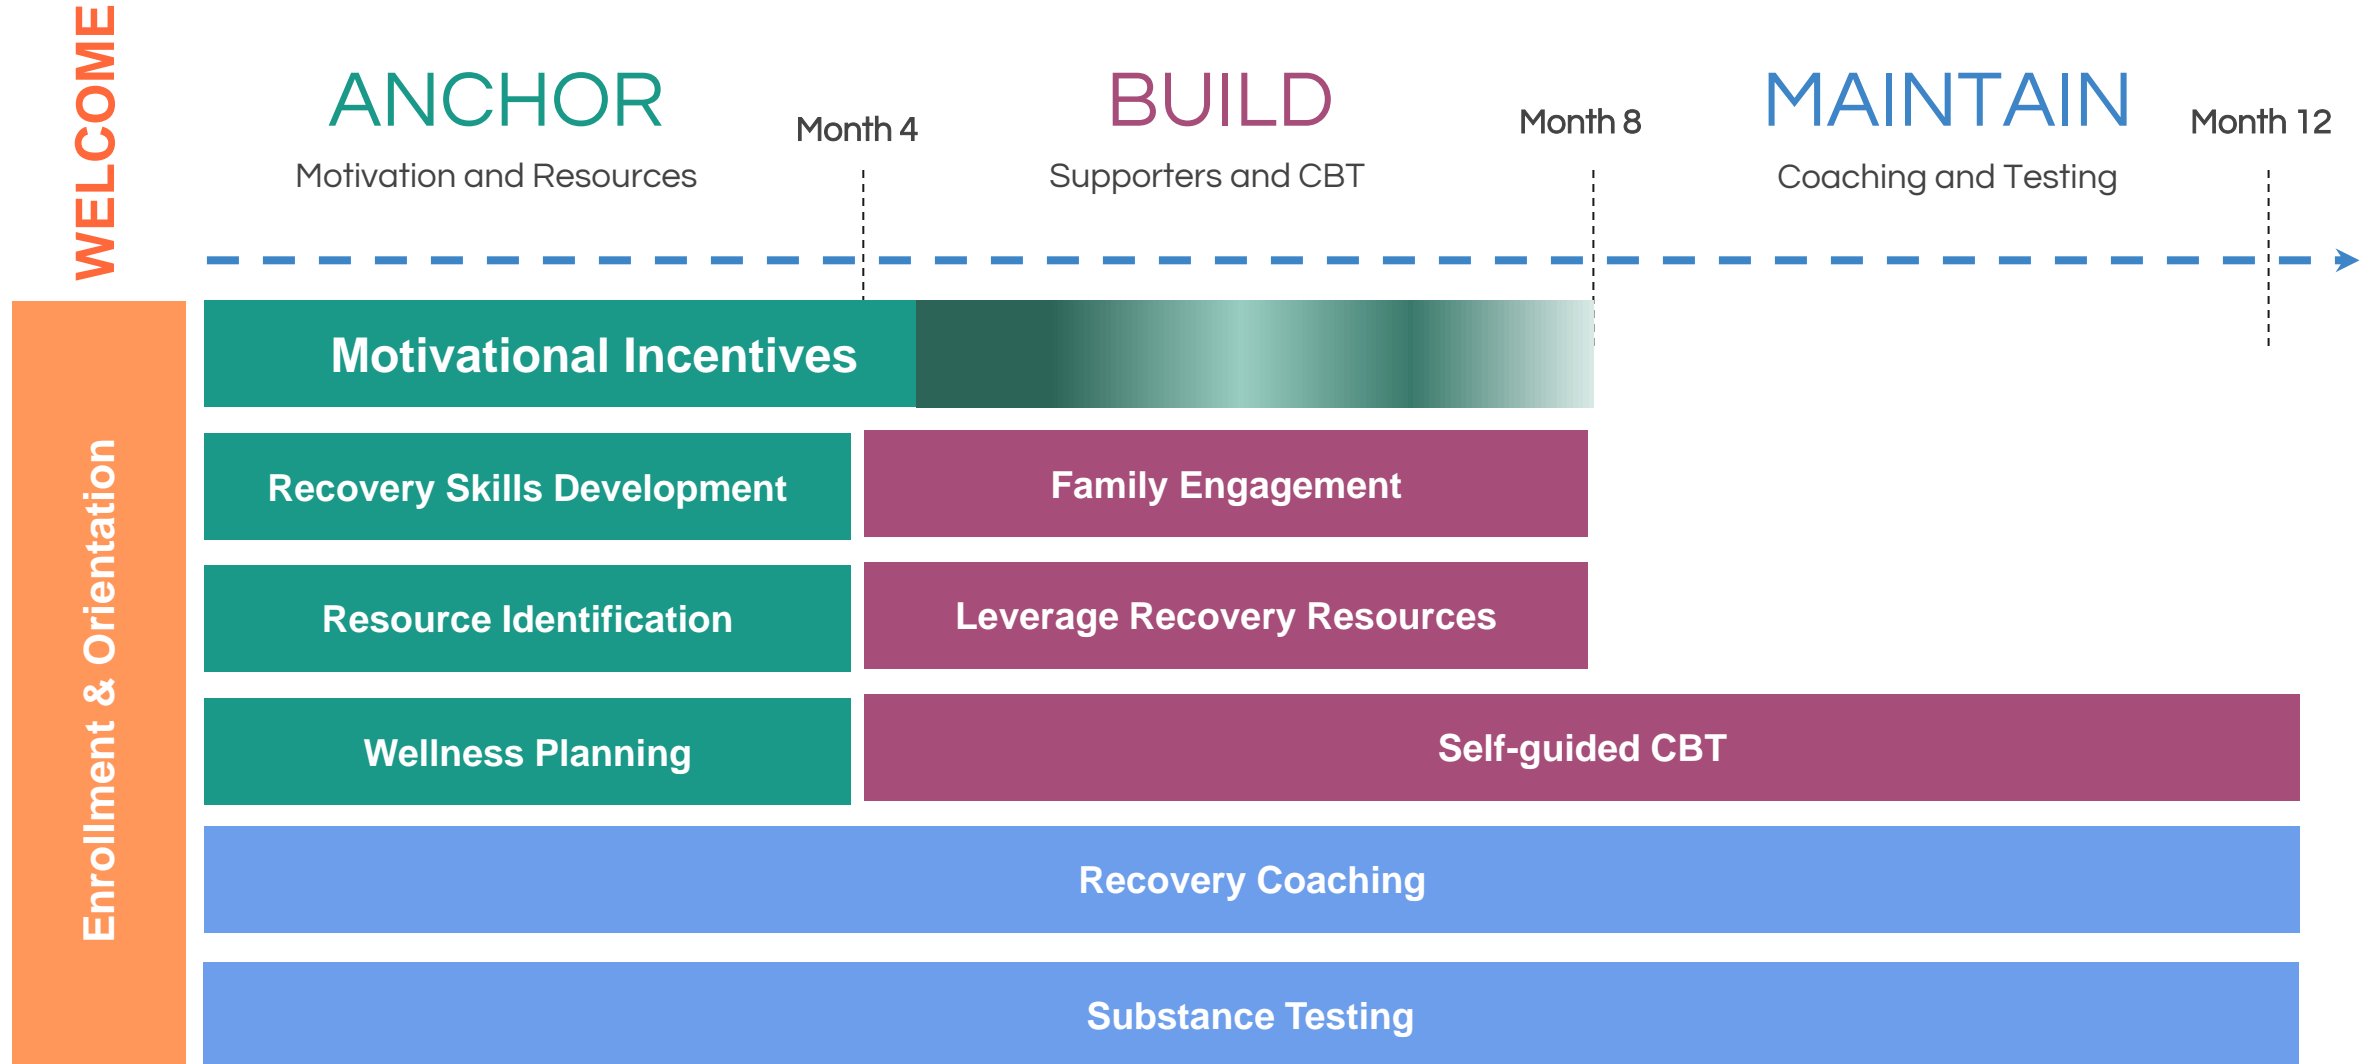 WELCOME
ANCHOR
Motivation and Resources
Month 4
BUILD
Supporters and CBT
Month 8
MAINTAIN
Coaching and Testing
Month 12
Enrollment & Orientation
Motivational Incentives
Recovery Skills Development
Family Engagement
Resource Identification
Leverage Recovery Resources
Wellness Planning
Self-guided CBT
Recovery Coaching
Substance Testing